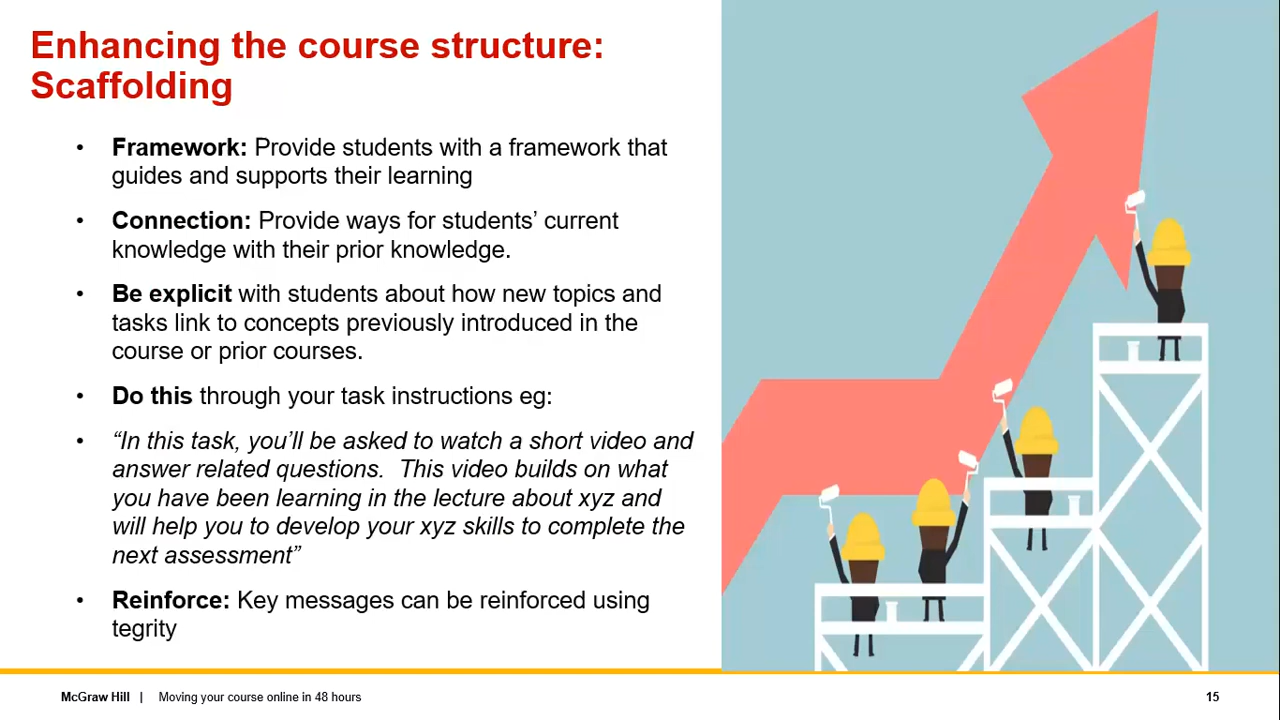 Enhancing the course structure:
Scaffolding
• Framework: Provide students with a framework that
guides and supports their learning
• Connection: Provide ways for students’ current
knowledge with their prior knowledge.
• Be explicit with students about how new topics and
tasks link to concepts previously introduced in the
course or prior courses.
• Do this through your task instructions eg:
• “In this task, you’ll be asked to watch a short video and
answer related questions.  This video builds on what
you have been learning in the lecture about xyz and
will help you to develop your xyz skills to complete the
next assessment”
• Reinforce: Key messages can be reinforced using
tegrity
McGraw Hill | Moving your course online in 48 hours 15